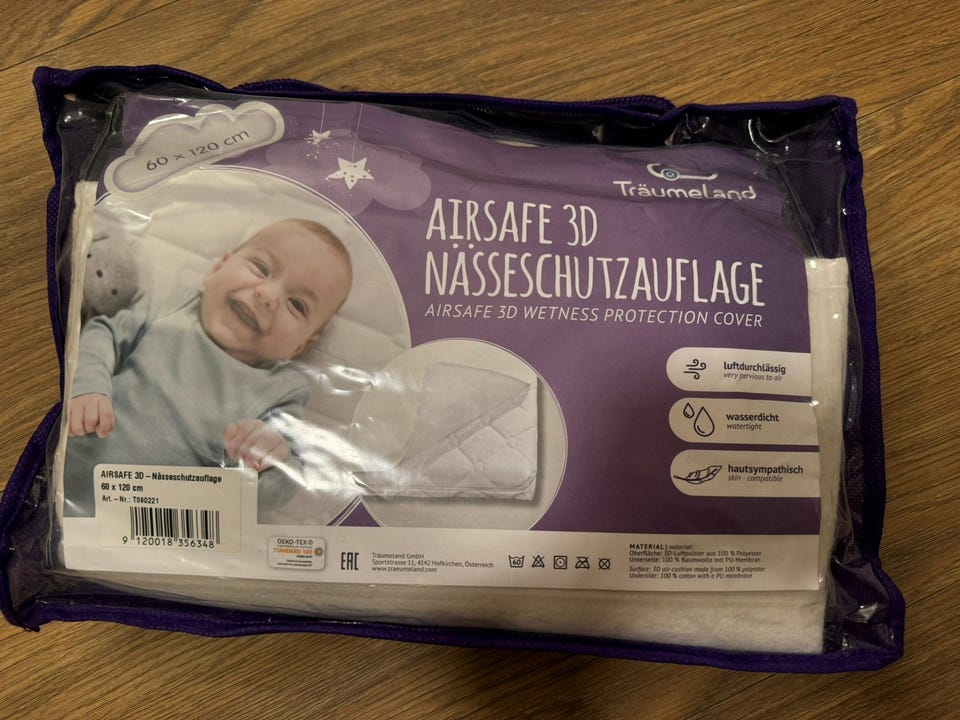 60 x 120 cm
Träumeland
AIRSAFE 3D
NÄSSESCHUTZAUFLAGE
AIRSAFE 3D WETNESS PROTECTION COVER
luftdurchlässig
very pervious to air
wasserdicht
watertight
hautsympathisch
skin - compatible
AIRSAFE 3D – Nässeschutzauflage
60 x 120 cm
Art. – Nr.: T090221
9 120018 356348
OEKO-TEX®
STANDARD 100
EAC
Träumeland GmbH
Sportstrasse 11, 4142 Hofkirchen, Österreich
www.traeumeland.com
60
MATERIAL | material:
Oberfläche: 3D-Luftpolster aus 100 % Polyester
Unterseite: 100 % Baumwolle mit PU-Membran
Surface: 3D air-cushion made from 100 % polyester
Underside: 100 % cotton with a PU membrane